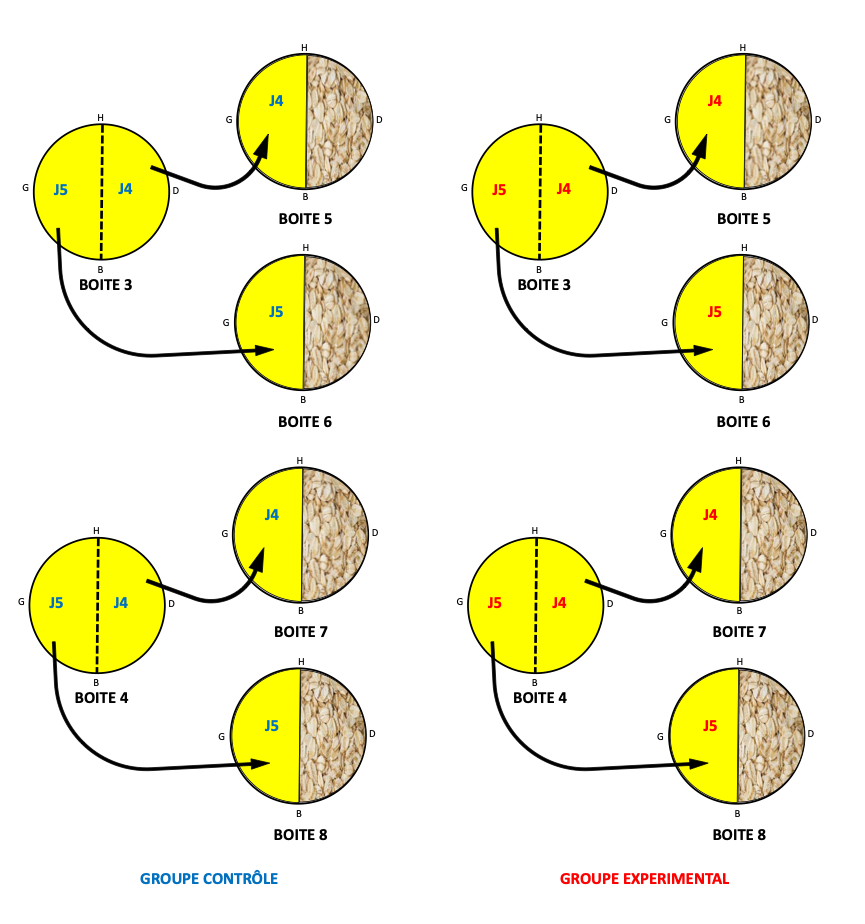 H
G J4 D
B
BOITE 5
H
G J5 J4 D
B
BOITE 3
H
G J5 D
B
BOITE 6
H
G J4 D
B
BOITE 7
H
G J5 J4 D
B
BOITE 4
H
G J5 D
B
BOITE 8
GROUPE CONTRÔLE
H
G J4 D
B
BOITE 5
H
G J5 J4 D
B
BOITE 3
H
G J5 D
B
BOITE 6
H
G J4 D
B
BOITE 7
H
G J5 J4 D
B
BOITE 4
H
G J5 D
B
BOITE 8
GROUPE EXPERIMENTAL